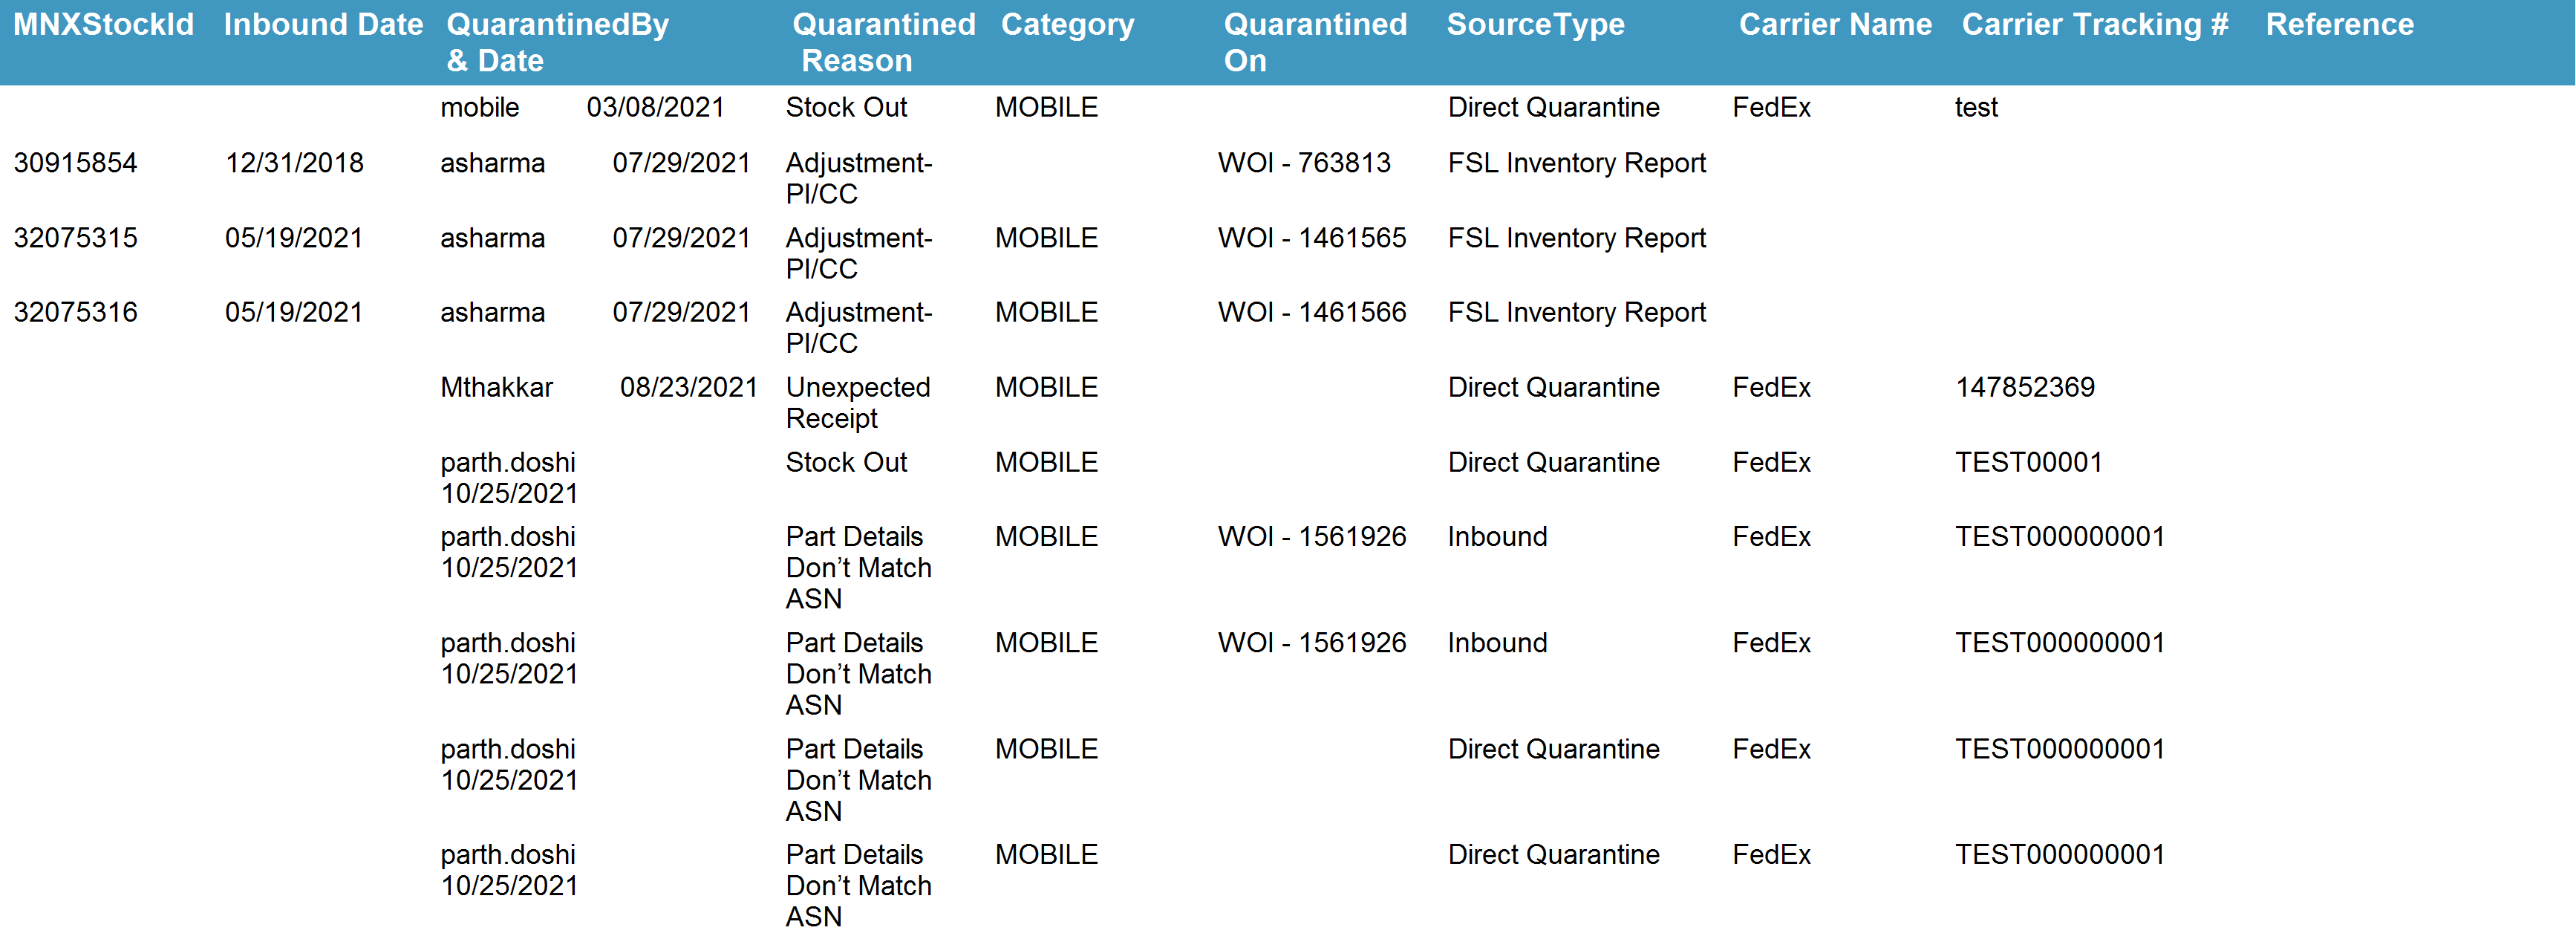 MNXStockId Inbound Date QuarantinedBy Quarantined Category Quarantined SourceType Carrier Name Carrier Tracking # Reference
& Date Reason On
mobile 03/08/2021 Stock Out MOBILE Direct Quarantine FedEx test
30915854 12/31/2018 asharma 07/29/2021 Adjustment- WOI - 763813 FSL Inventory Report
PI/CC
32075315 05/19/2021 asharma 07/29/2021 Adjustment- MOBILE WOI - 1461565 FSL Inventory Report
PI/CC
32075316 05/19/2021 asharma 07/29/2021 Adjustment- MOBILE WOI - 1461566 FSL Inventory Report
PI/CC
Mthakkar 08/23/2021 Unexpected MOBILE Direct Quarantine FedEx 147852369
Receipt
parth.doshi Stock Out MOBILE Direct Quarantine FedEx TEST00001
10/25/2021
parth.doshi Part Details MOBILE WOI - 1561926 Inbound FedEx TEST000000001
10/25/2021 Don’t Match
ASN
parth.doshi Part Details MOBILE WOI - 1561926 Inbound FedEx TEST000000001
10/25/2021 Don’t Match
ASN
parth.doshi Part Details MOBILE Direct Quarantine FedEx TEST000000001
10/25/2021 Don’t Match
ASN
parth.doshi Part Details MOBILE Direct Quarantine FedEx TEST000000001
10/25/2021 Don’t Match
ASN